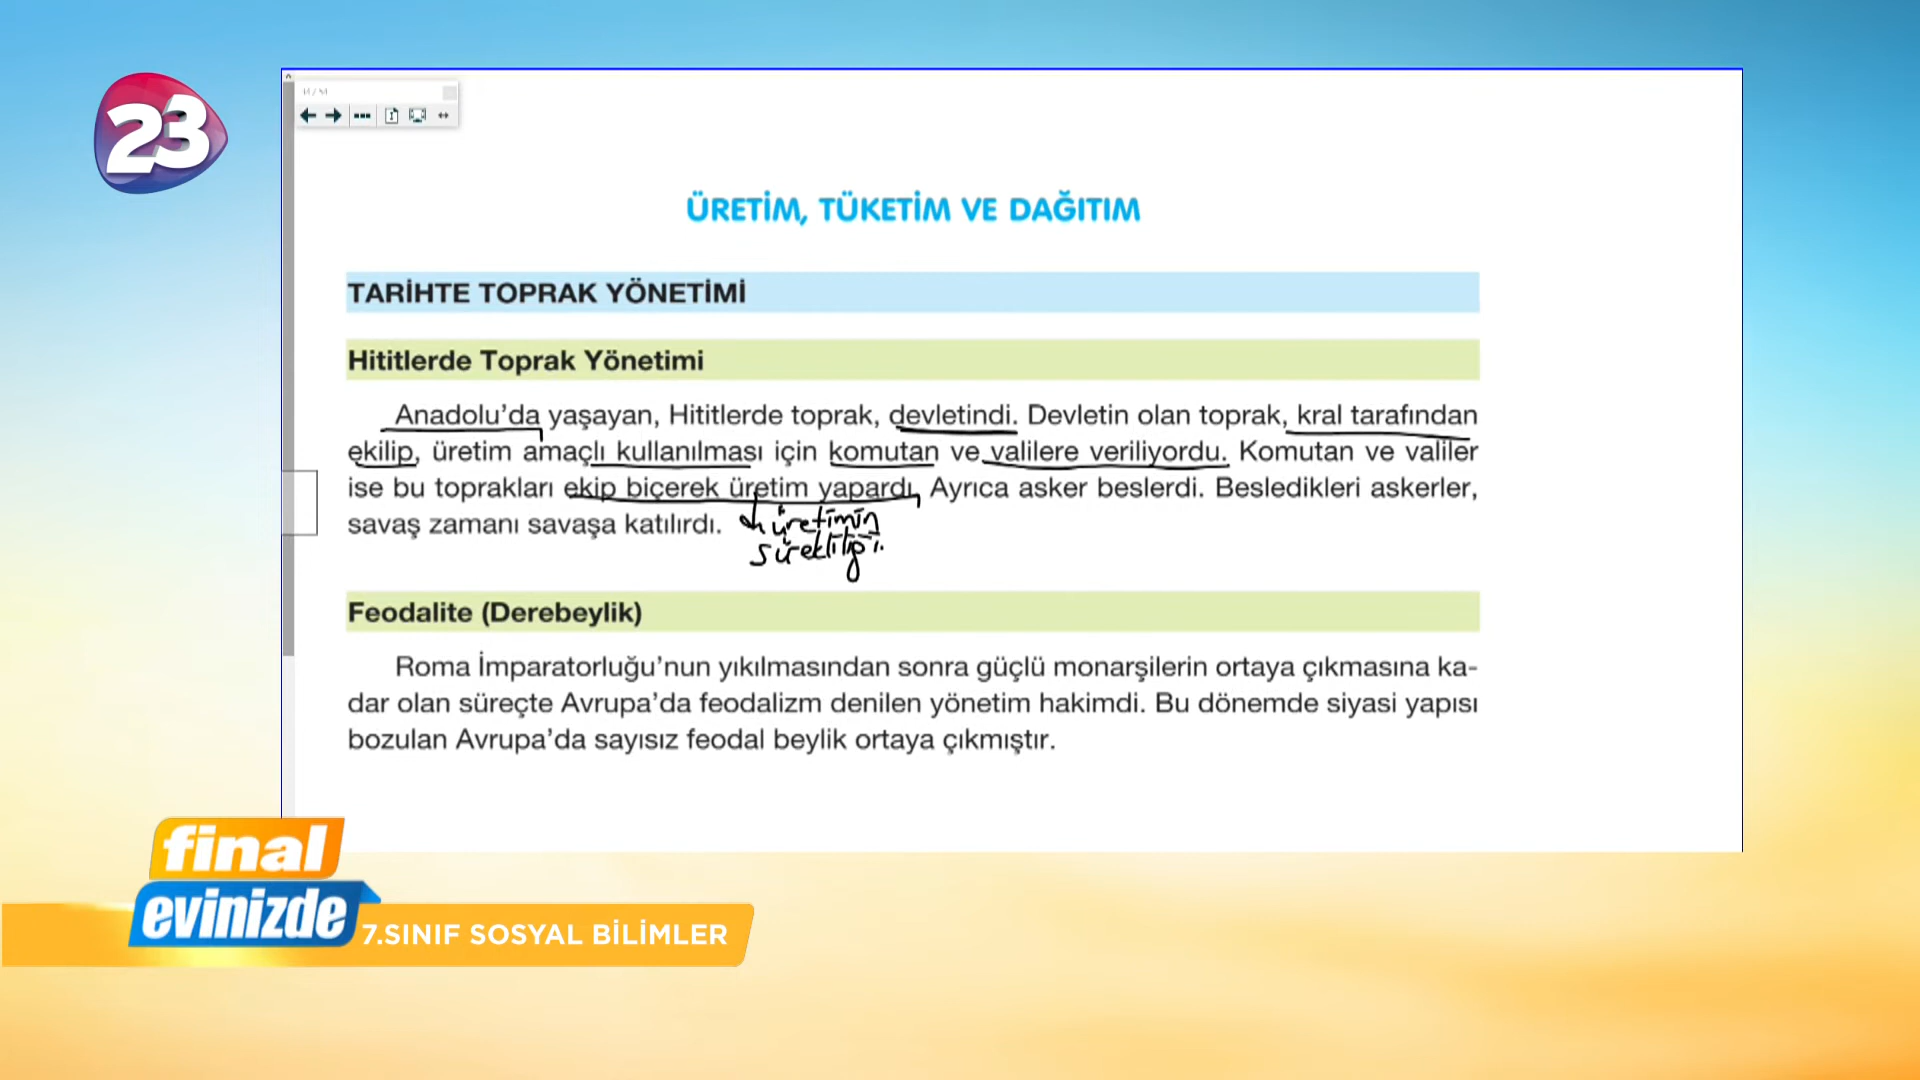 23
ÜRETİM, TÜKETİM VE DAĞITIM
TARİHTE TOPRAK YÖNETİMİ
Hititlerde Toprak Yönetimi
Anadolu’da yaşayan, Hititlerde toprak, devletindi. Devletin olan toprak, kral tarafından
ekilip, üretim amaçlı kullanılması için komutan ve valilere veriliyordu. Komutan ve valiler
ise bu toprakları ekip biçerek üretim yapardı. Ayrıca asker beslerdi. Besledikleri askerler,
savaş zamanı savaşa katılırdı.
üretimin
sürekliliği.
Feodalite (Derebeylik)
Roma İmparatorluğu’nun yıkılmasından sonra güçlü monarşilerin ortaya çıkmasına ka-
dar olan süreçte Avrupa’da feodalizm denilen yönetim hakimdi. Bu dönemde siyasi yapısı
bozulan Avrupa’da sayısız feodal beylik ortaya çıkmıştır.
final
evinizde
7.SINIF SOSYAL BİLİMLER